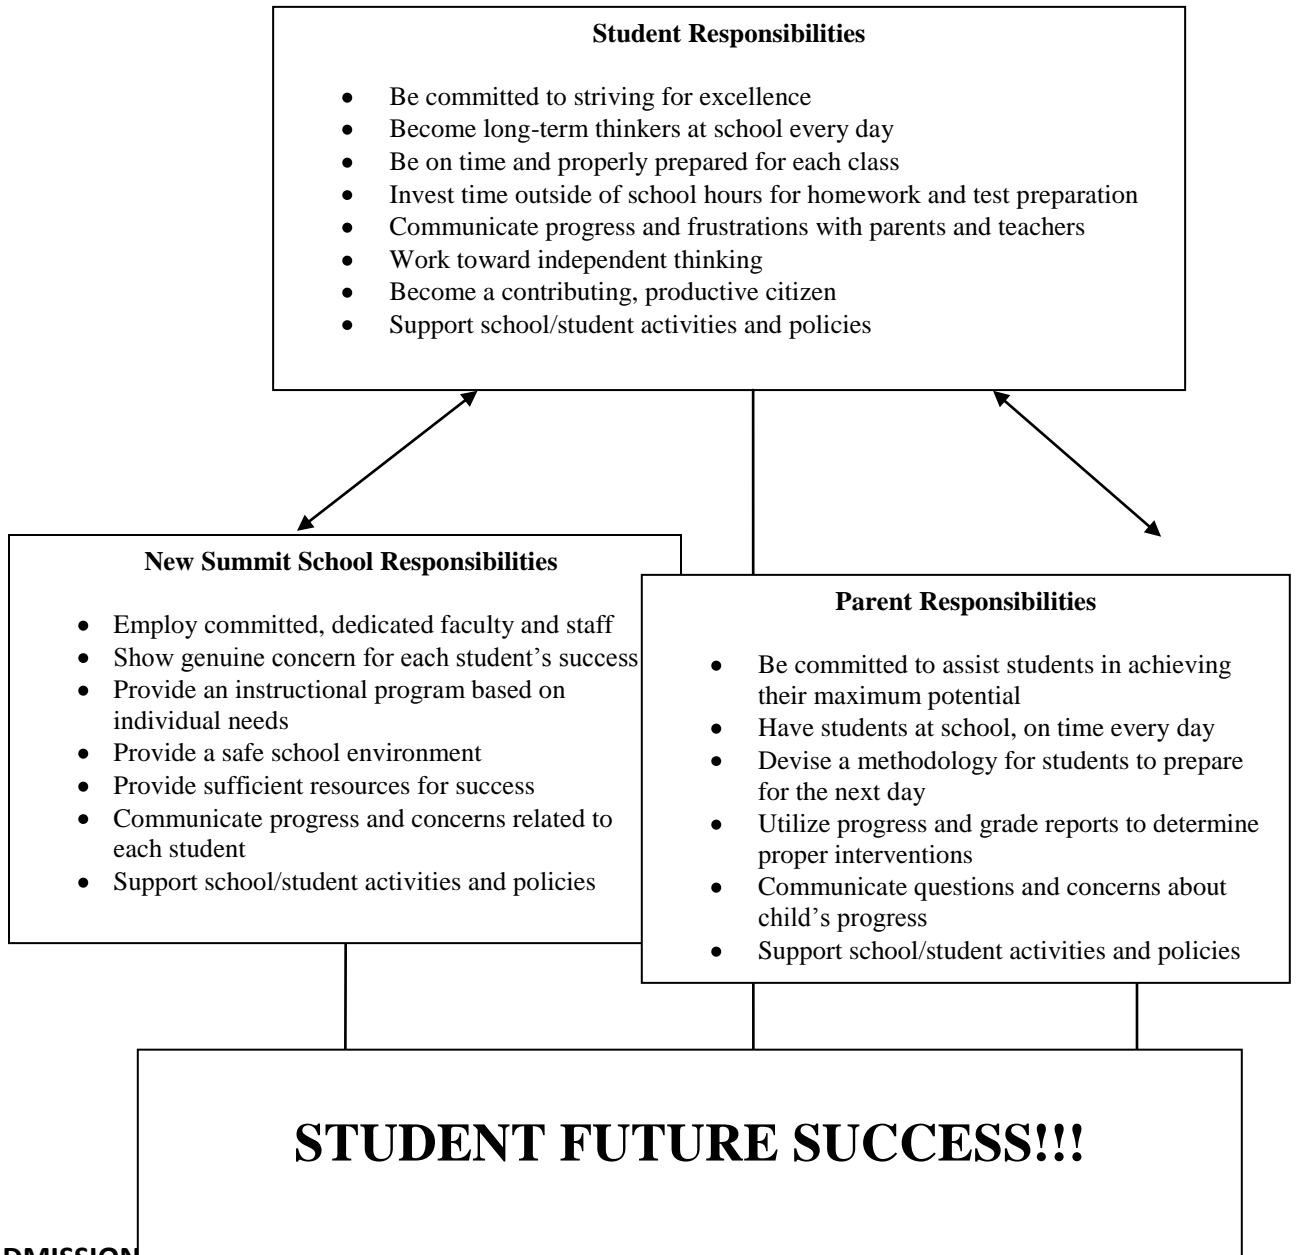 Student Responsibilities
• Be committed to striving for excellence
• Become long-term thinkers at school every day
• Be on time and properly prepared for each class
• Invest time outside of school hours for homework and test preparation
• Communicate progress and frustrations with parents and teachers
• Work toward independent thinking
• Become a contributing, productive citizen
• Support school/student activities and policies
New Summit School Responsibilities
• Employ committed, dedicated faculty and staff
• Show genuine concern for each student’s success
• Provide an instructional program based on
individual needs
• Provide a safe school environment
• Provide sufficient resources for success
• Communicate progress and concerns related to
each student
• Support school/student activities and policies
Parent Responsibilities
• Be committed to assist students in achieving
their maximum potential
• Have students at school, on time every day
• Devise a methodology for students to prepare
for the next day
• Utilize progress and grade reports to determine
proper interventions
• Communicate questions and concerns about
child’s progress
• Support school/student activities and policies
STUDENT FUTURE SUCCESS!!!